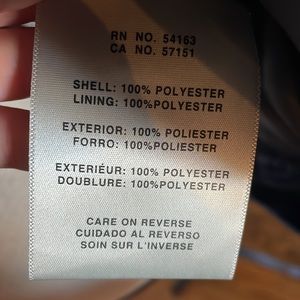 RN NO. 54163
CA NO. 57151
SHELL: 100% POLYESTER
LINING: 100%POLYESTER
EXTERIOR: 100% POLIESTER
FORRO: 100%POLIESTER
EXTERIÉUR: 100% POLYESTER
DOUBLURE: 100%POLYESTER
CARE ON REVERSE
CUIDADO AL REVERSO
SOIN SUR L'INVERSE